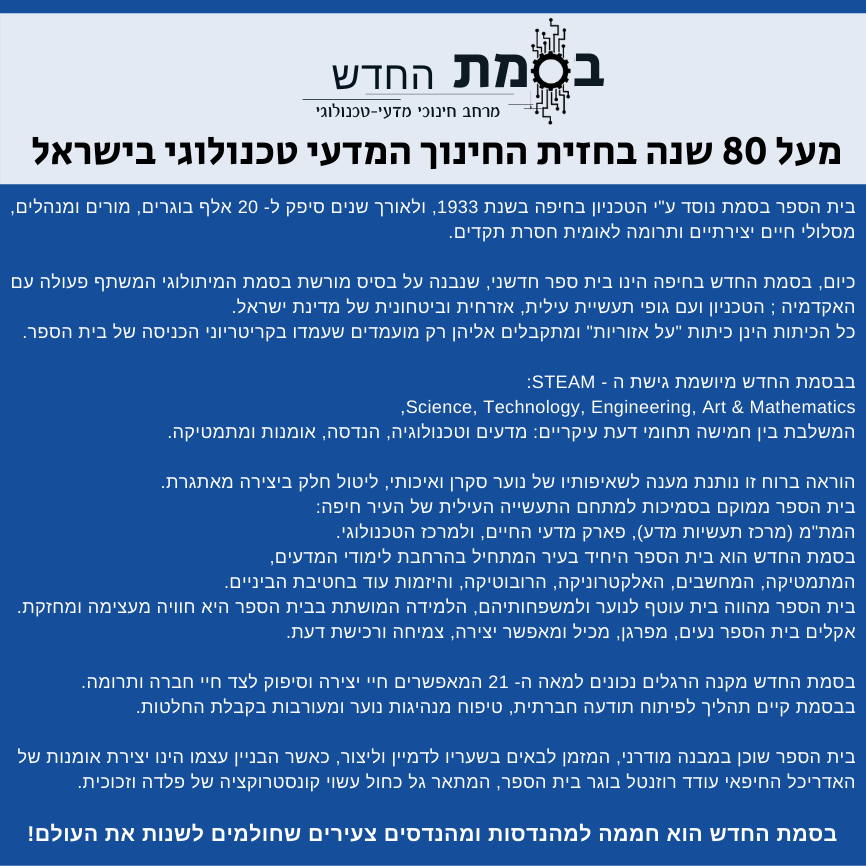 בסמת החדש
מרחב חינוכי מדעי-טכנולוגי
מעל 80 שנה בחזית החינוך המדעי טכנולוגי בישראל
בית הספר בסמת נוסד ע"י הטכניון בחיפה בשנת 1933, ולאורך שנים סיפק ל- 20 אלף בוגרים, מורים ומנהלים,
מסלולי חיים יצירתיים ותרומה לאומית חסרת תקדים.
כיום, בסמת החדש בחיפה הינו בית ספר חדשני, שנבנה על בסיס מורשת בסמת המיתולוגי המשתף פעולה עם
האקדמיה ; הטכניון ועם גופי תעשיית עילית, אזרחית וביטחונית של מדינת ישראל.
כל הכיתות הינן כיתות "על אזוריות" ומתקבלים אליהן רק מועמדים שעמדו בקריטריוני הכניסה של בית הספר.
בבסמת החדש מיושמת גישת ה - STEAM:
Science, Technology, Engineering, Art & Mathematics,
המשלבת בין חמישה תחומי דעת עיקריים: מדעים וטכנולוגיה, הנדסה, אומנות ומתמטיקה.
הוראה ברוח זו נותנת מענה לשאיפותיו של נוער סקרן ואיכותי, ליטול חלק ביצירה מאתגרת.
בית הספר ממוקם בסמיכות למתחם התעשייה העילית של העיר חיפה:
המת"מ (מרכז תעשיות מדע), פארק מדעי החיים, ולמרכז הטכנולוגי.
בסמת החדש הוא בית הספר היחיד בעיר המתחיל בהרחבת לימודי המדעים,
המתמטיקה, המחשבים, האלקטרוניקה, הרובוטיקה, והיזמות עוד בחטיבת הביניים.
בית הספר מהווה בית עוטף לנוער ולמשפחותיהם, הלמידה המושתת בבית הספר היא חוויה מעצימה ומחזקת.
אקלים בית הספר נעים, מפרגן, מכיל ומאפשר יצירה, צמיחה ורכישת דעת.
בסמת החדש מקנה הרגלים נכונים למאה ה- 21 המאפשרים חיי יצירה וסיפוק לצד חיי חברה ותרומה.
בבסמת קיים תהליך לפיתוח תודעה חברתית, טיפוח מנהיגות נוער ומעורבות בקבלת החלטות.
בית הספר שוכן במבנה מודרני, המזמן לבאים בשעריו לדמיין וליצור, כאשר הבניין עצמו הינו יצירת אומנות של
האדריכל החיפאי עודד רוזנטל בוגר בית הספר, המתאר גל כחול עשוי קונסטרוקציה של פלדה וזכוכית.
בסמת החדש הוא חממה למהנדסות ומהנדסים צעירים שחולמים לשנות את העולם!